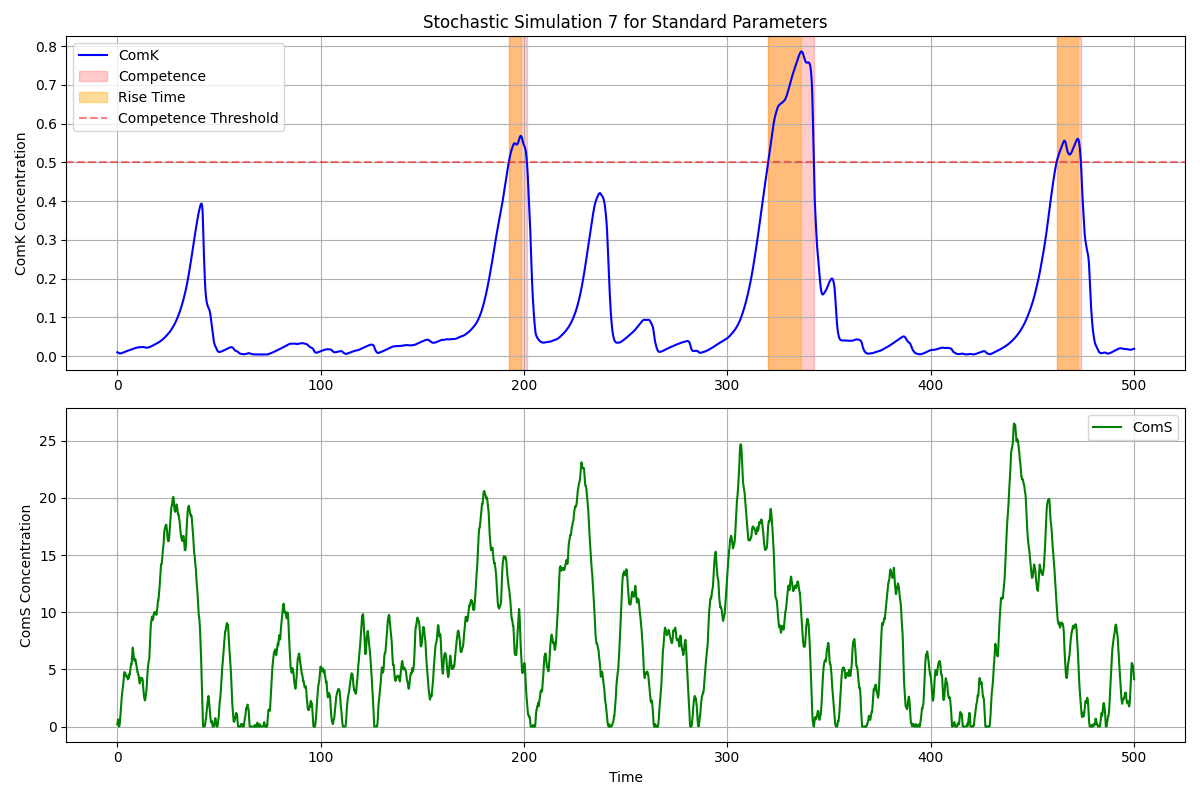 Stochastic Simulation 7 for Standard Parameters
ComK Concentration
0.8
0.7
0.6
0.5
0.4
0.3
0.2
0.1
0.0
ComK
Competence
Rise Time
Competence Threshold
0 100 200 300 400 500
ComS Concentration
25
20
15
10
5
0
ComS
0 100 200 300 400 500
Time